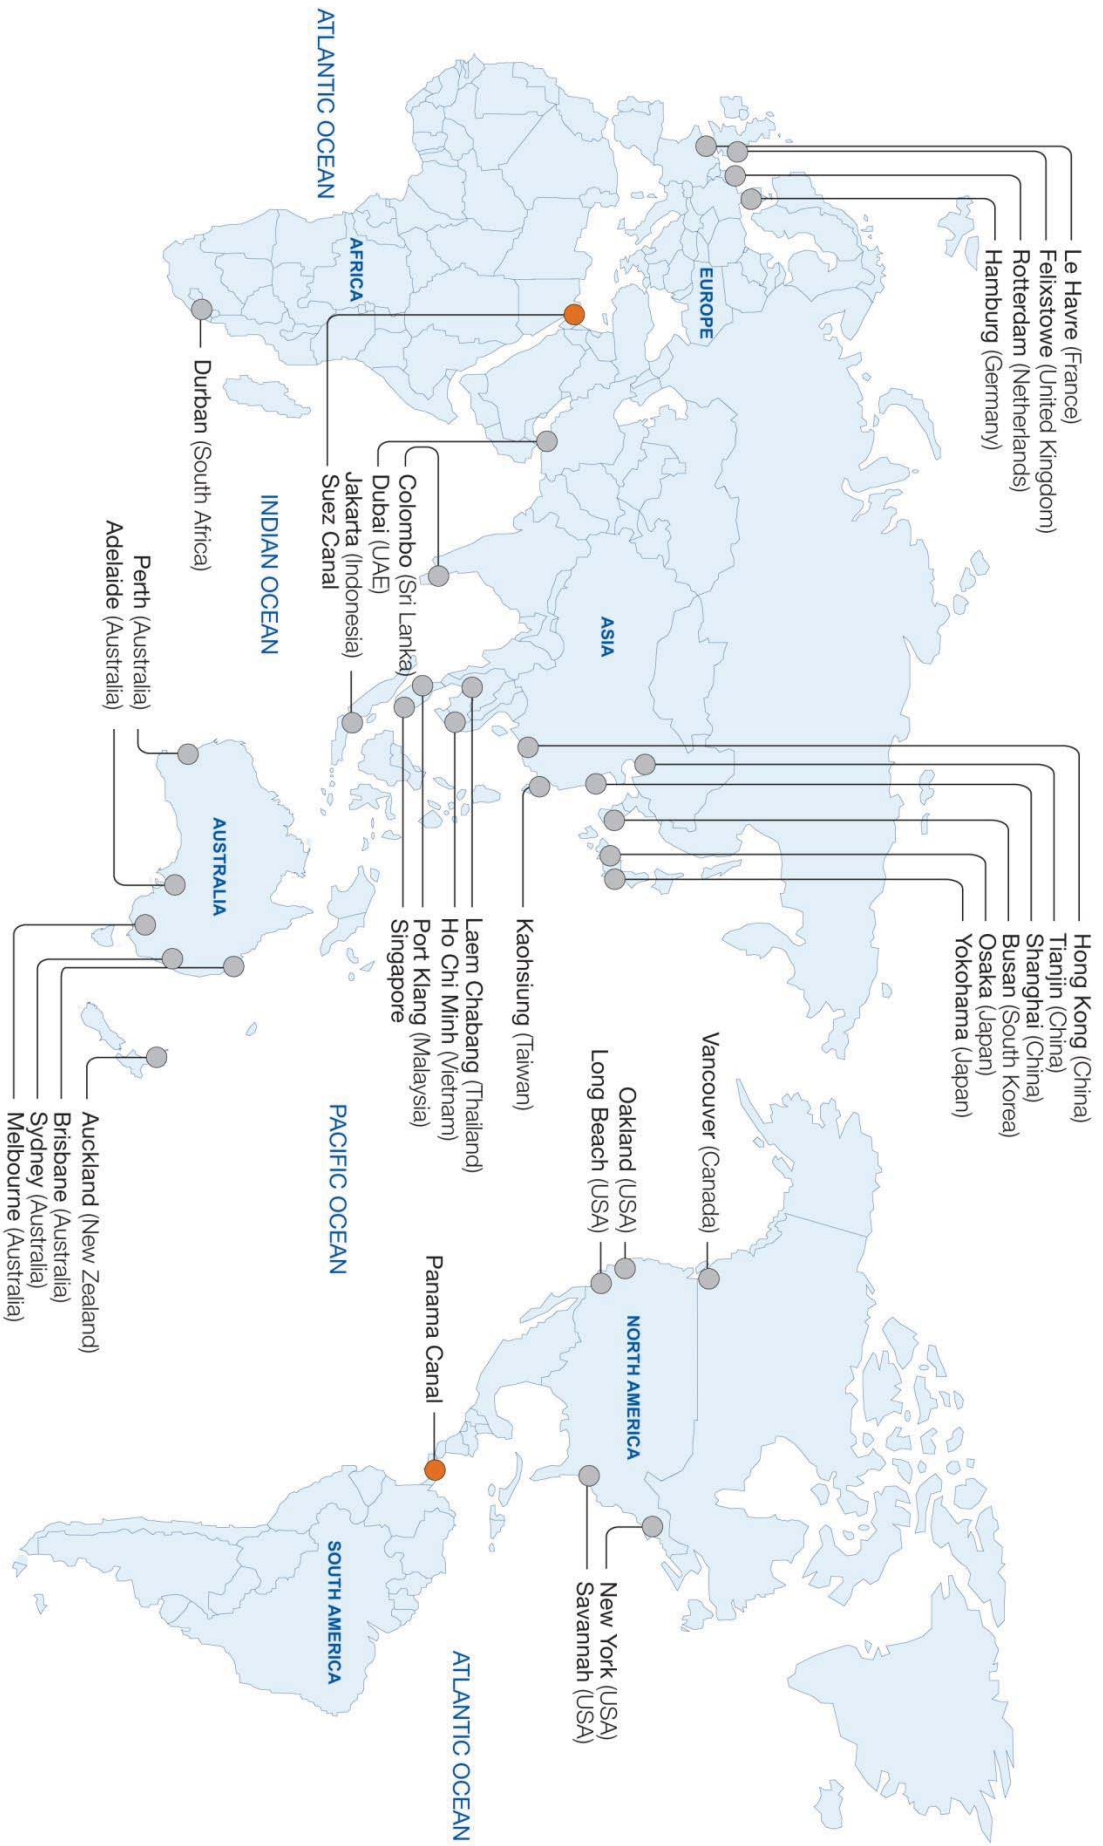 Le Havre (France)
Felixstowe (United Kingdom)
Rotterdam (Netherlands)
Hamburg (Germany)
Hong Kong (China)
Tianjin (China)
Shanghai (China)
Busan (South Korea)
Osaka (Japan)
Yokohama (Japan)
Vancouver (Canada)
Oakland (USA)
Long Beach (USA)
New York (USA)
Savannah (USA)
EUROPE
ASIA
NORTH AMERICA
Kaohsiung (Taiwan)
Laem Chabang (Thailand)
Ho Chi Minh (Vietnam)
Port Klang (Malaysia)
Singapore
Panama Canal
ATLANTIC OCEAN
Colombo (Sri Lanka)
Dubai (UAE)
Jakarta (Indonesia)
Suez Canal
AFRICA
ATLANTIC OCEAN
PACIFIC OCEAN
SOUTH AMERICA
INDIAN OCEAN
AUSTRALIA
Durban (South Africa)
Perth (Australia)
Adelaide (Australia)
Auckland (New Zealand)
Brisbane (Australia)
Sydney (Australia)
Melbourne (Australia)